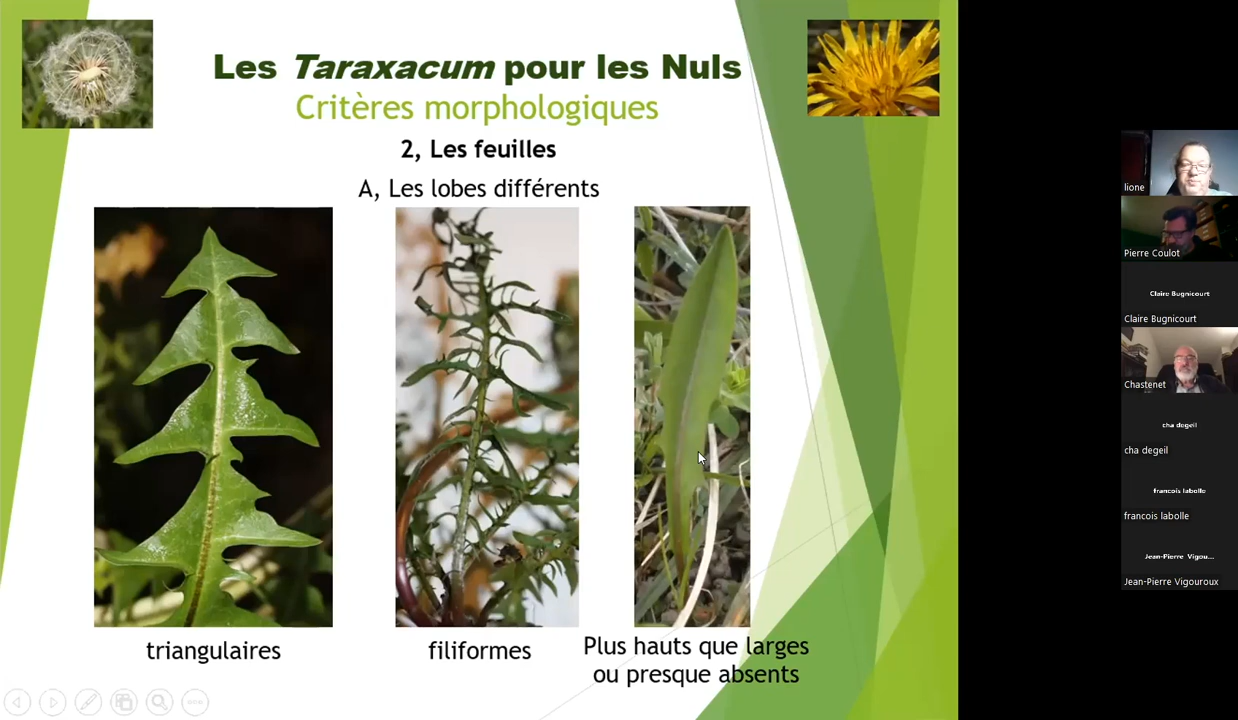 Les Taraxacum pour les Nuls
Critères morphologiques
2, Les feuilles
A, Les lobes différents
triangulaires
filiformes
Plus hauts que larges
ou presque absents
lione
Pierre Coulot
Claire Bugnicourt
Claire Bugnicourt
Chastenet
cha degeil
cha degeil
francois labolle
francois labolle
Jean-Pierre Vigou...
Jean-Pierre Vigouroux